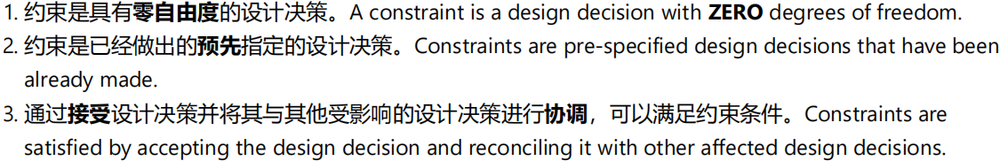 1. 约束是具有零自由度的设计决策。A constraint is a design decision with ZERO degrees of freedom.
2. 约束是已经做出的预先指定的设计决策。Constraints are pre-specified design decisions that have been
already made.
3. 通过接受设计决策并将其与其他受影响的设计决策进行协调，可以满足约束条件。Constraints are
satisfied by accepting the design decision and reconciling it with other affected design decisions.